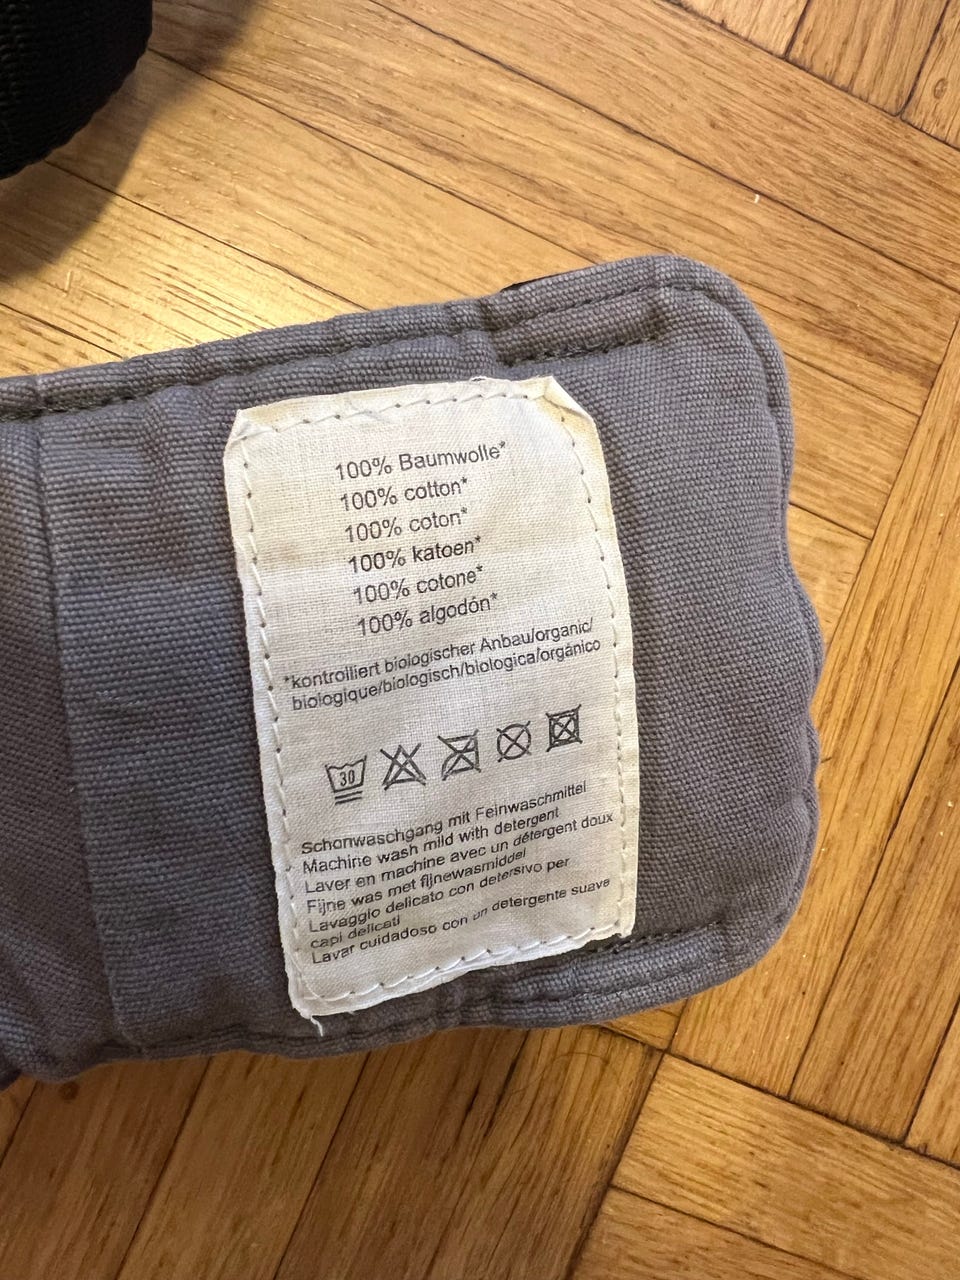 100% Baumwolle*
100% cotton*
100% coton*
100% katoen*
100% cotone*
100% algodón*
*kontrolliert biologischer Anbau/organic/
biologique/biologisch/biologica/orgánico
30
Schonwaschgang mit Feinwaschmittel
Machine wash mild with detergent
Laver en machine avec un détergent doux
Fijne was met fijnewasmiddel
Lavaggio delicato con detersivo per
capi delicati
Lavar cuidadoso con un detergente suave